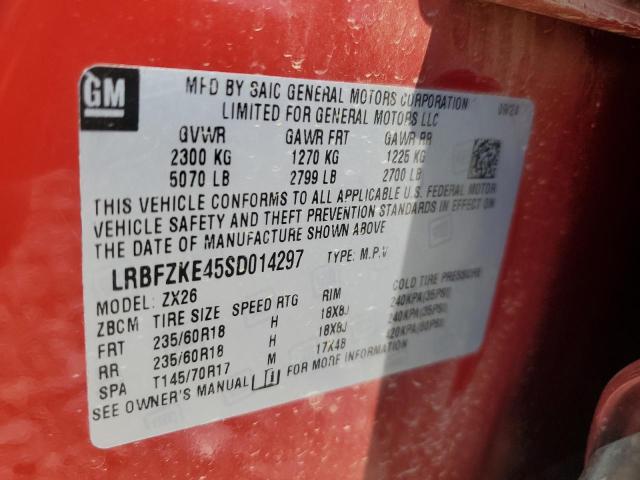 GM
MFD BY SAIC GENERAL MOTORS CORPORATION
LIMITED FOR GENERAL MOTORS LLC
09/24
GVWR GAWR FRT GAWR RR
2300 KG 1270 KG 1225 KG
5070 LB 2799 LB 2700 LB
THIS VEHICLE CONFORMS TO ALL APPLICABLE U.S. FEDERAL MOTOR
VEHICLE SAFETY AND THEFT PREVENTION STANDARDS IN EFFECT ON
THE DATE OF MANUFACTURE SHOWN ABOVE
LRBFZKE45SD014297 TYPE: M.P.V
MODEL: ZX26
ZBCM TIRE SIZE SPEED RTG RIM COLD TIRE PRESSURE
FRT 235/60R18 H 18X8J 240KPA(35PSI)
RR 235/60R18 H 18X8J 240KPA(35PSI)
SPA T145/70R17 M 17X4B 420KPA(60PSI)
SEE OWNER'S MANUAL i FOR MORE INFORMATION